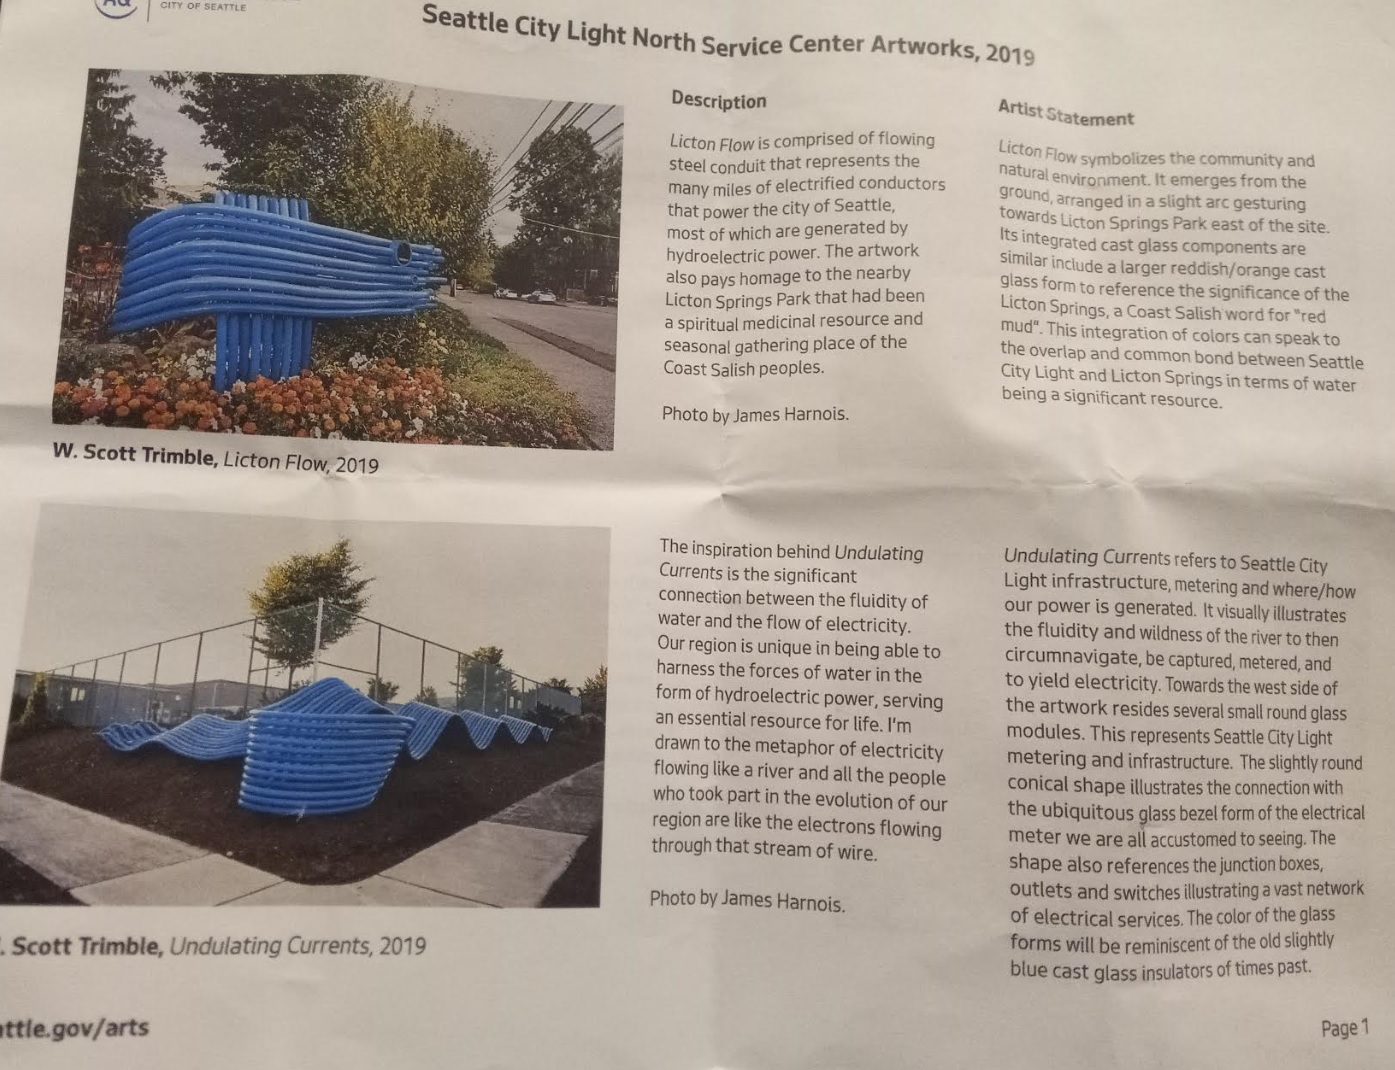 CITY OF SEATTLE
Seattle City Light North Service Center Artworks, 2019
W. Scott Trimble, Licton Flow, 2019
Description
Licton Flow is comprised of flowing
steel conduit that represents the
many miles of electrified conductors
that power the city of Seattle,
most of which are generated by
hydroelectric power. The artwork
also pays homage to the nearby
Licton Springs Park that had been
a spiritual medicinal resource and
seasonal gathering place of the
Coast Salish peoples.
Photo by James Harnois.
Artist Statement
Licton Flow symbolizes the community and
natural environment. It emerges from the
ground, arranged in a slight arc gesturing
towards Licton Springs Park east of the site.
Its integrated cast glass components are
similar include a larger reddish/orange cast
glass form to reference the significance of the
Licton Springs, a Coast Salish word for "red
mud". This integration of colors can speak to
the overlap and common bond between Seattle
City Light and Licton Springs in terms of water
being a significant resource.
. Scott Trimble, Undulating Currents, 2019
The inspiration behind Undulating
Currents is the significant
connection between the fluidity of
water and the flow of electricity.
Our region is unique in being able to
harness the forces of water in the
form of hydroelectric power, serving
an essential resource for life. I'm
drawn to the metaphor of electricity
flowing like a river and all the people
who took part in the evolution of our
region are like the electrons flowing
through that stream of wire.
Photo by James Harnois.
Undulating Currents refers to Seattle City
Light infrastructure, metering and where/how
our power is generated. It visually illustrates
the fluidity and wildness of the river to then
circumnavigate, be captured, metered, and
to yield electricity. Towards the west side of
the artwork resides several small round glass
modules. This represents Seattle City Light
metering and infrastructure. The slightly round
conical shape illustrates the connection with
the ubiquitous glass bezel form of the electrical
meter we are all accustomed to seeing. The
shape also references the junction boxes,
outlets and switches illustrating a vast network
of electrical services. The color of the glass
forms will be reminiscent of the old slightly
blue cast glass insulators of times past.
ttle.gov/arts
Page 1